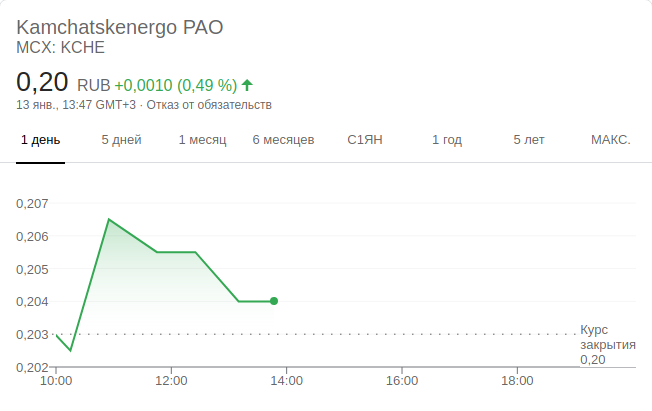 Kamchatskenergo PAO
MCX: KCHE
0,20 RUB +0,0010 (0,49 %)
13 янв., 13:47 GMT+3 · Отказ от обязательств
1 день 5 дней 1 месяц 6 месяцев С1ЯН 1 год 5 лет МАКС.
0,207
0,206
0,205
0,204
0,203
Курс
закрытия
0,20
0,202
10:00 12:00 14:00 16:00 18:00